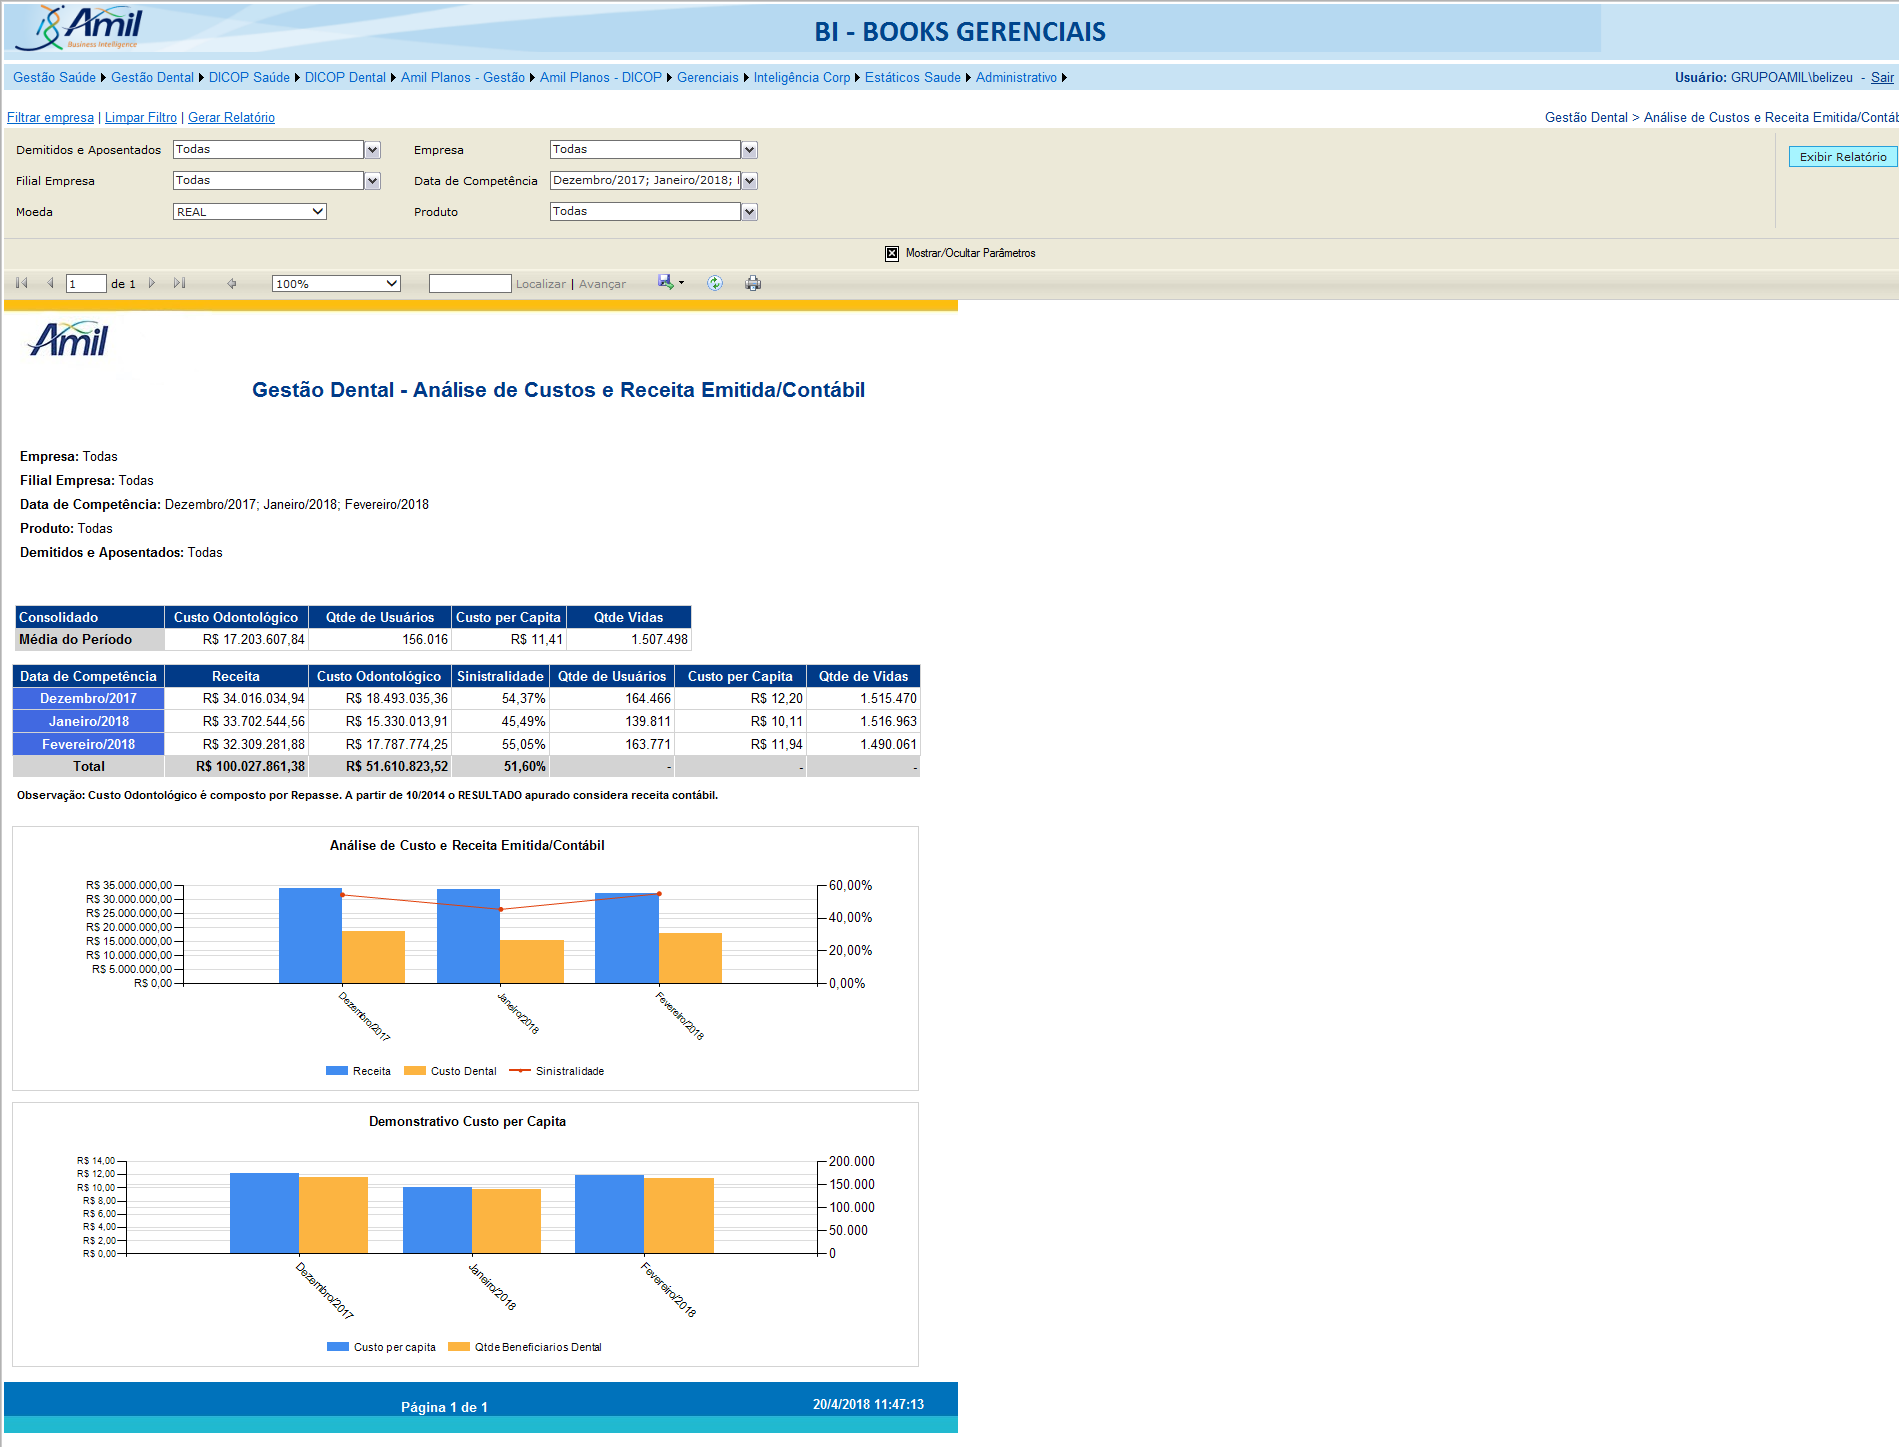 Amil
Business Intelligence
BI - BOOKS GERENCIAIS
Gestão Saúde Gestão Dental DICOP Saúde DICOP Dental Amil Planos - Gestão Amil Planos - DICOP Gerenciais Inteligência Corp Estáticos Saude Administrativo Usuário: GRUPOAMIL\belizeu - Sair
Filtrar empresa | Limpar Filtro | Gerar Relatório Gestão Dental > Análise de Custos e Receita Emitida/Contáb
Demitidos e Aposentados Todas Empresa Todas
Exibir Relatório
Filial Empresa Todas Data de Competência Dezembro/2017; Janeiro/2018;
Moeda REAL Produto Todas
Mostrar/Ocultar Parâmetros
1 de 1 100% Localizar | Avançar
Amil
Gestão Dental - Análise de Custos e Receita Emitida/Contábil
Empresa: Todas
Filial Empresa: Todas
Data de Competência: Dezembro/2017; Janeiro/2018; Fevereiro/2018
Produto: Todas
Demitidos e Aposentados: Todas
Consolidado Custo Odontológico Qtde de Usuários Custo per Capita Qtde Vidas
Média do Período R$ 17.203.607,84 156.016 R$ 11,41 1.507.498
Data de Competência Receita Custo Odontológico Sinistralidade Qtde de Usuários Custo per Capita Qtde de Vidas
Dezembro/2017 R$ 34.016.034,94 R$ 18.493.035,36 54,37% 164.466 R$ 12,20 1.515.470
Janeiro/2018 R$ 33.702.544,56 R$ 15.330.013,91 45,49% 139.811 R$ 10,11 1.516.963
Fevereiro/2018 R$ 32.309.281,88 R$ 17.787.774,25 55,05% 163.771 R$ 11,94 1.490.061
Total R$ 100.027.861,38 R$ 51.610.823,52 51,60% - - -
Observação: Custo Odontológico é composto por Repasse. A partir de 10/2014 o RESULTADO apurado considera receita contábil.
Análise de Custo e Receita Emitida/Contábil
R$ 35.000.000,00 60,00%
R$ 30.000.000,00
R$ 25.000.000,00 40,00%
R$ 20.000.000,00
R$ 15.000.000,00 20,00%
R$ 10.000.000,00
R$ 5.000.000,00
R$ 0,00 0,00%
Dezembro/2017 Janeiro/2018 Fevereiro/2018
Receita Custo Dental Sinistralidade
Demonstrativo Custo per Capita
R$ 14,00 200.000
R$ 12,00
R$ 10,00 150.000
R$ 8,00
R$ 6,00 100.000
R$ 4,00
R$ 2,00 50.000
R$ 0,00 0
Dezembro/2017 Janeiro/2018 Fevereiro/2018
Custo per capita Qtde Beneficiarios Dental
Página 1 de 1 20/4/2018 11:47:13